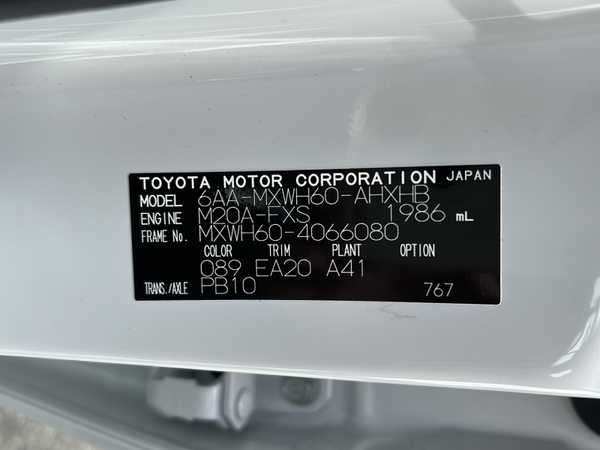 TOYOTA MOTOR CORPORATION JAPAN
MODEL 6AA-MXWH60-AHXHB
ENGINE M20A-FXS 1986 mL
FRAME No. MXWH60-4066080
COLOR TRIM PLANT OPTION
089 EA20 A41
TRANS./AXLE PB10 767